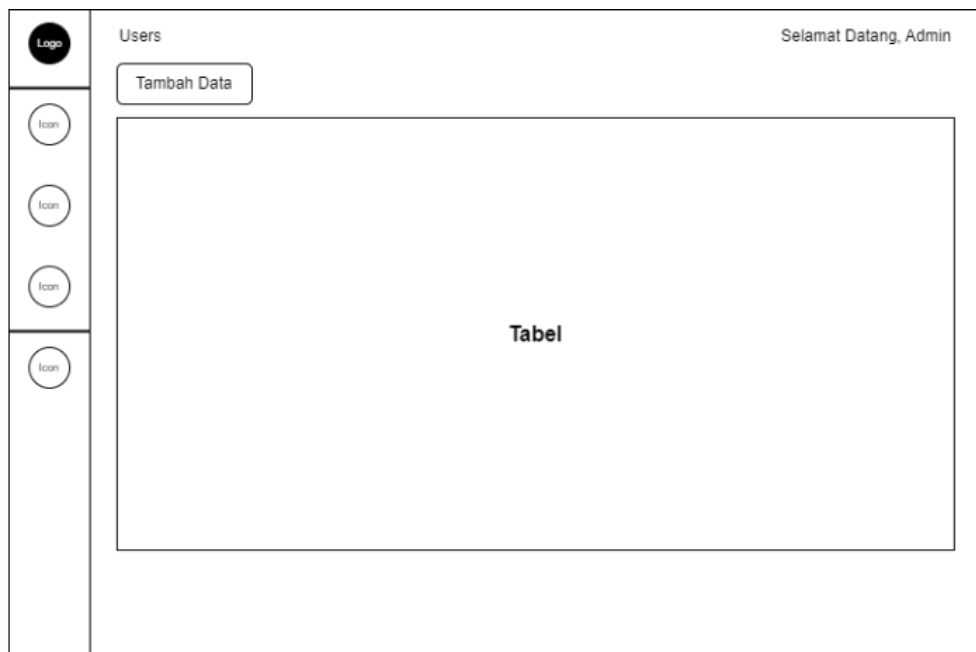 Logo
Users
Selamat Datang, Admin
Tambah Data
Icon
Icon
Icon
Tabel
Icon